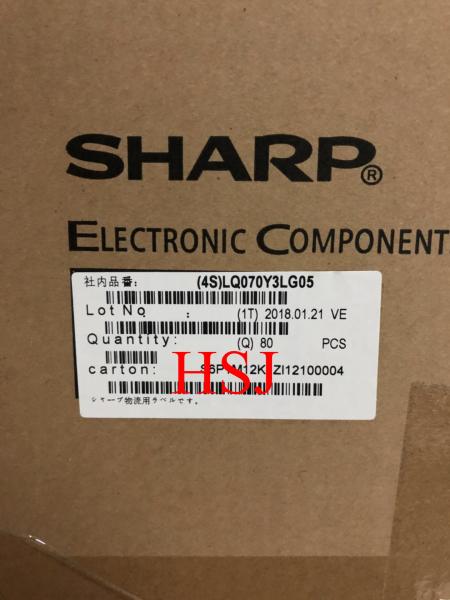 SHARP®
ELECTRONIC COMPONENT
社内品番: (4S)LQ070Y3LG05
Lot No : (1T) 2018.01.21 VE
Quantity: (Q) 80 PCS
carton:
HSJ
シャープ物流用ラベルです。